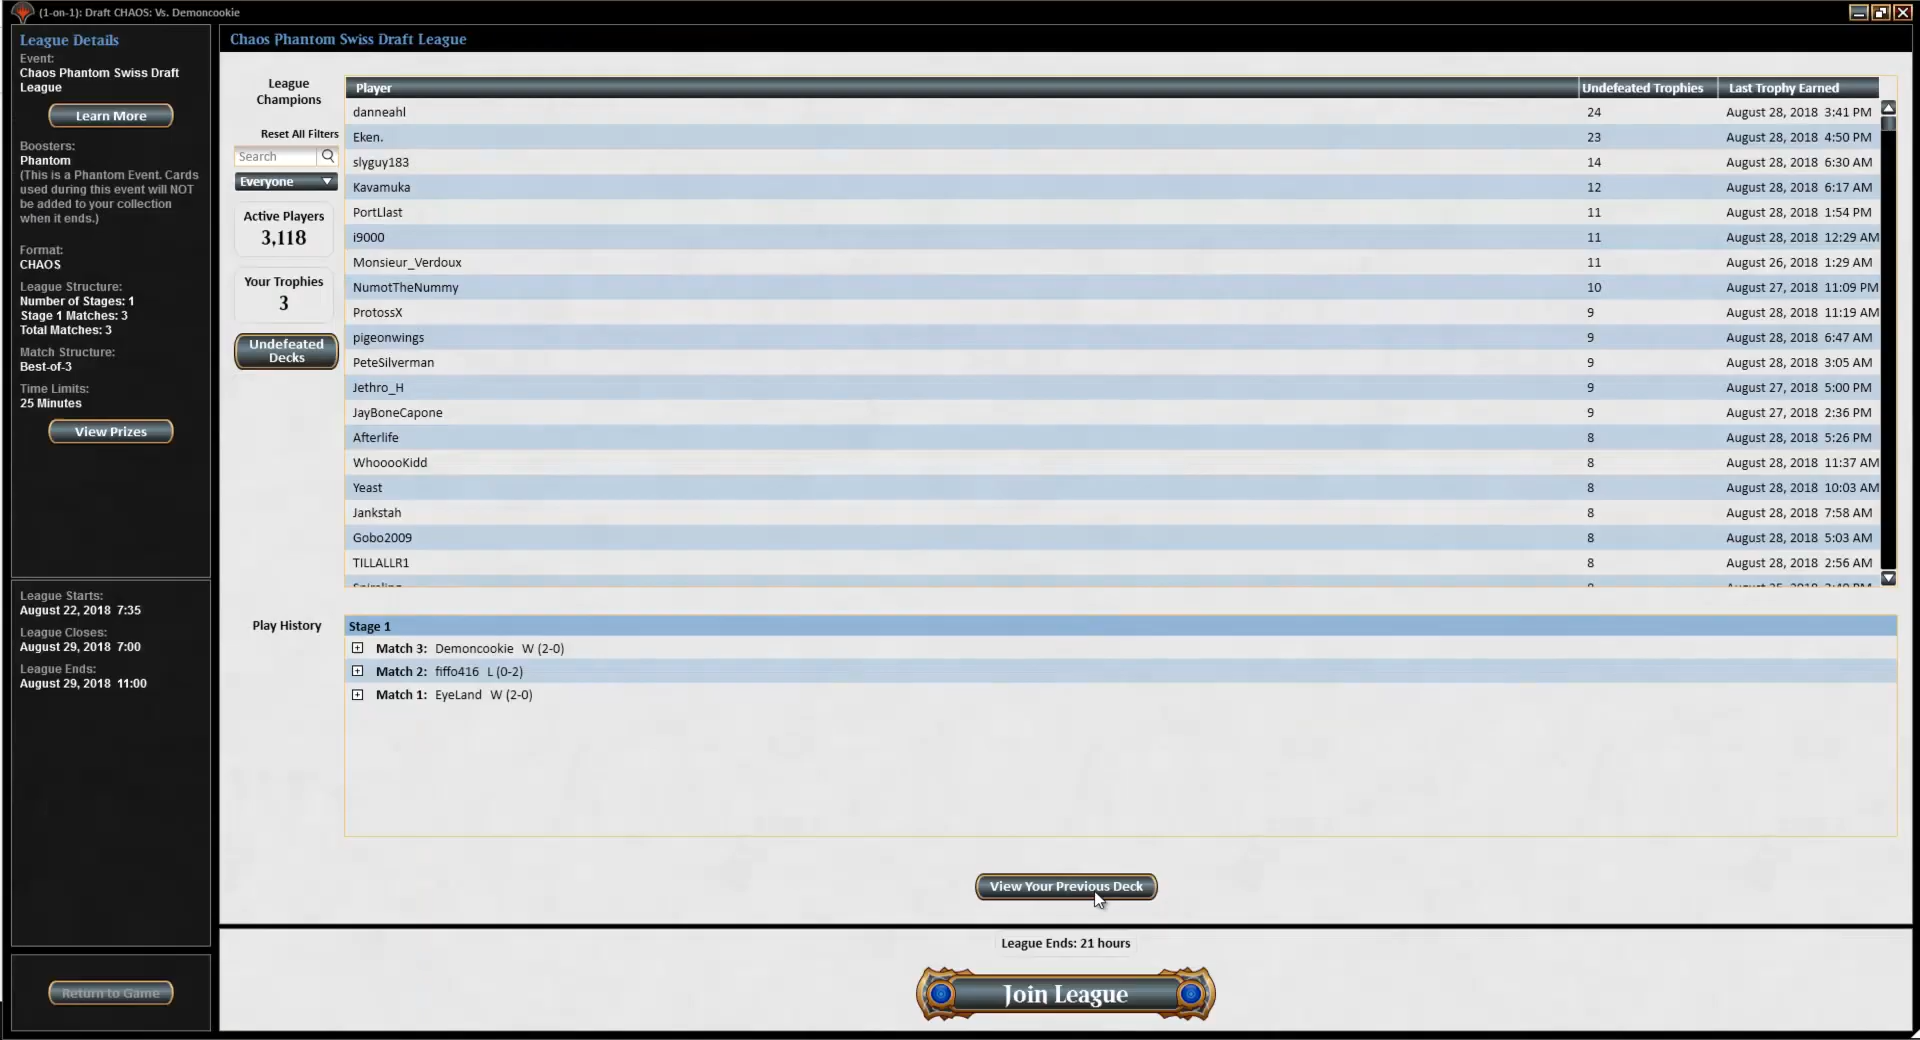 (1-on-1): Draft CHAOS: Vs. Demoncookie
League Details
Event:
Chaos Phantom Swiss Draft
League
Learn More
Boosters:
Phantom
(This is a Phantom Event. Cards
used during this event will NOT
be added to your collection
when it ends.)
Format:
CHAOS
League Structure:
Number of Stages: 1
Stage 1 Matches: 3
Total Matches: 3
Match Structure:
Best-of-3
Time Limits:
25 Minutes
View Prizes
League Starts:
August 22, 2018 7:35
League Closes:
August 29, 2018 7:00
League Ends:
August 29, 2018 11:00
Return to Game
Chaos Phantom Swiss Draft League
League
Champions
Reset All Filters
Search
Everyone
Active Players
3,118
Your Trophies
3
Undefeated
Decks
Player Undefeated Trophies Last Trophy Earned
danneahl 24 August 28, 2018 3:41 PM
Eken. 23 August 28, 2018 4:50 PM
slyguy183 14 August 28, 2018 6:30 AM
Kavamuka 12 August 28, 2018 6:17 AM
PortLlast 11 August 28, 2018 1:54 PM
i9000 11 August 28, 2018 12:29 AM
Monsieur_Verdoux 11 August 26, 2018 1:29 AM
NumotTheNummy 10 August 27, 2018 11:09 PM
ProtossX 9 August 28, 2018 11:19 AM
pigeonwings 9 August 28, 2018 6:47 AM
PeteSilverman 9 August 28, 2018 3:05 AM
Jethro_H 9 August 27, 2018 5:00 PM
JayBoneCapone 9 August 27, 2018 2:36 PM
Afterlife 8 August 28, 2018 5:26 PM
WhooooKidd 8 August 28, 2018 11:37 AM
Yeast 8 August 28, 2018 10:03 AM
Jankstah 8 August 28, 2018 7:58 AM
Gobo2009 8 August 28, 2018 5:03 AM
TILLALLR1 8 August 28, 2018 2:56 AM
Play History
Stage 1
Match 3: Demoncookie W (2-0)
Match 2: fiffo416 L (0-2)
Match 1: EyeLand W (2-0)
View Your Previous Deck
League Ends: 21 hours
Join League